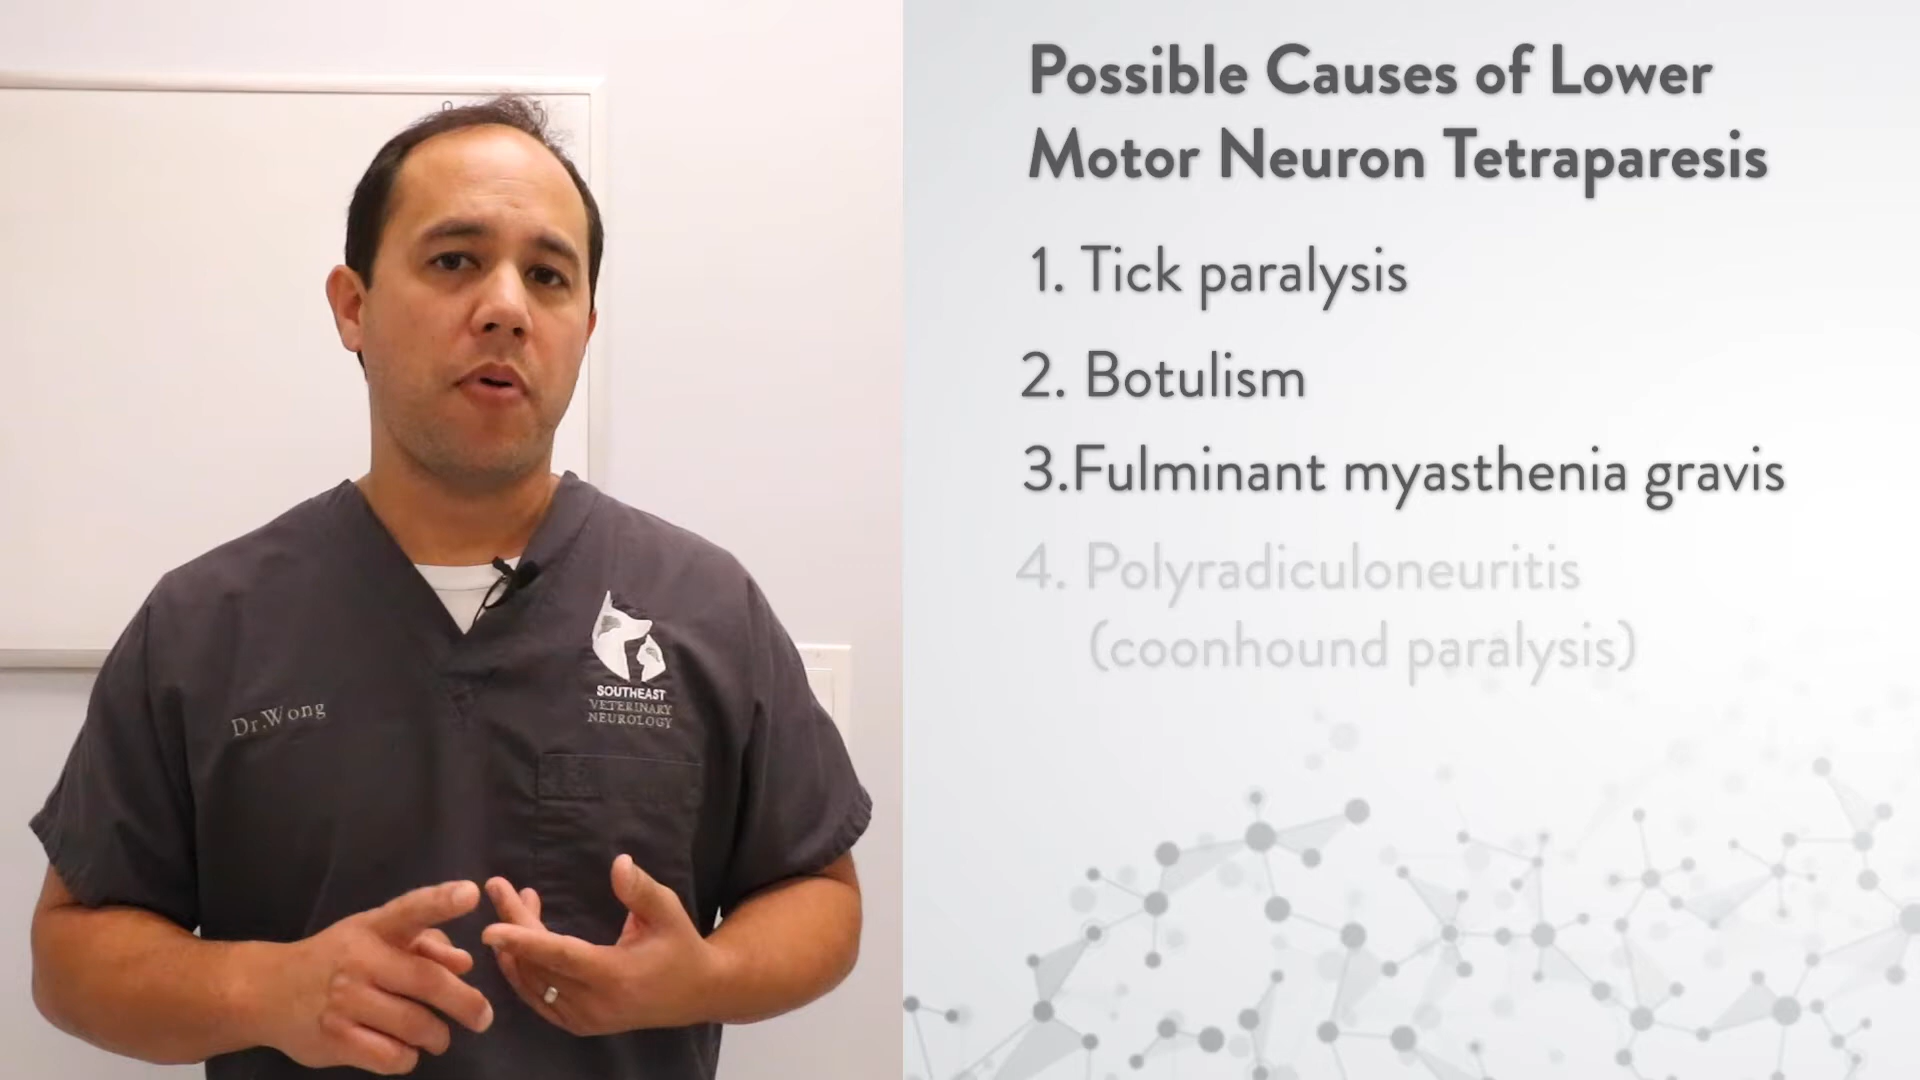 Possible Causes of Lower
Motor Neuron Tetraparesis
1. Tick paralysis
2. Botulism
3.Fulminant myasthenia gravis
4. Polyradiculoneuritis
(coonhound paralysis)
Dr.Wong
SOUTHEAST
VETERINARY
NEUROLOGY